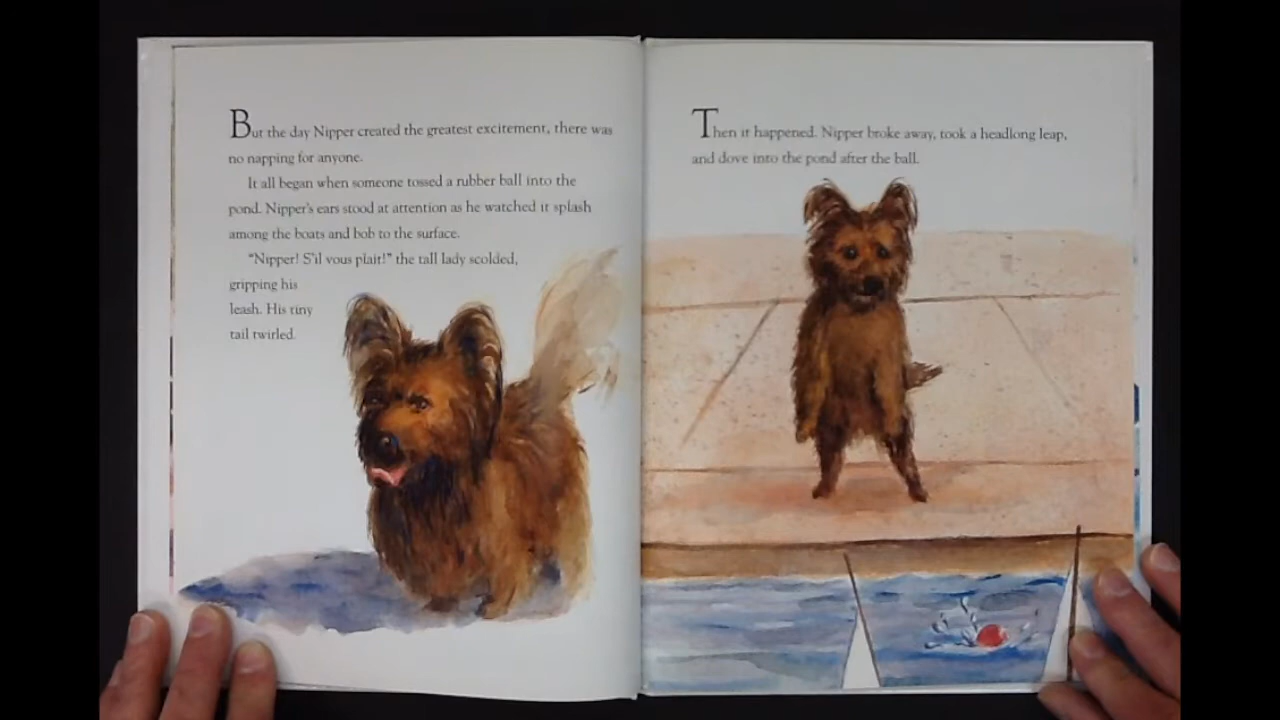 But the day Nipper created the greatest excitement, there was
no napping for anyone.
It all began when someone tossed a rubber ball into the
pond. Nipper's ears stood at attention as he watched it splash
among the boats and bob to the surface.
"Nipper! S'il vous plait!" the tall lady scolded,
gripping his
leash. His tiny
tail twirled.
Then it happened. Nipper broke away, took a headlong leap,
and dove into the pond after the ball.